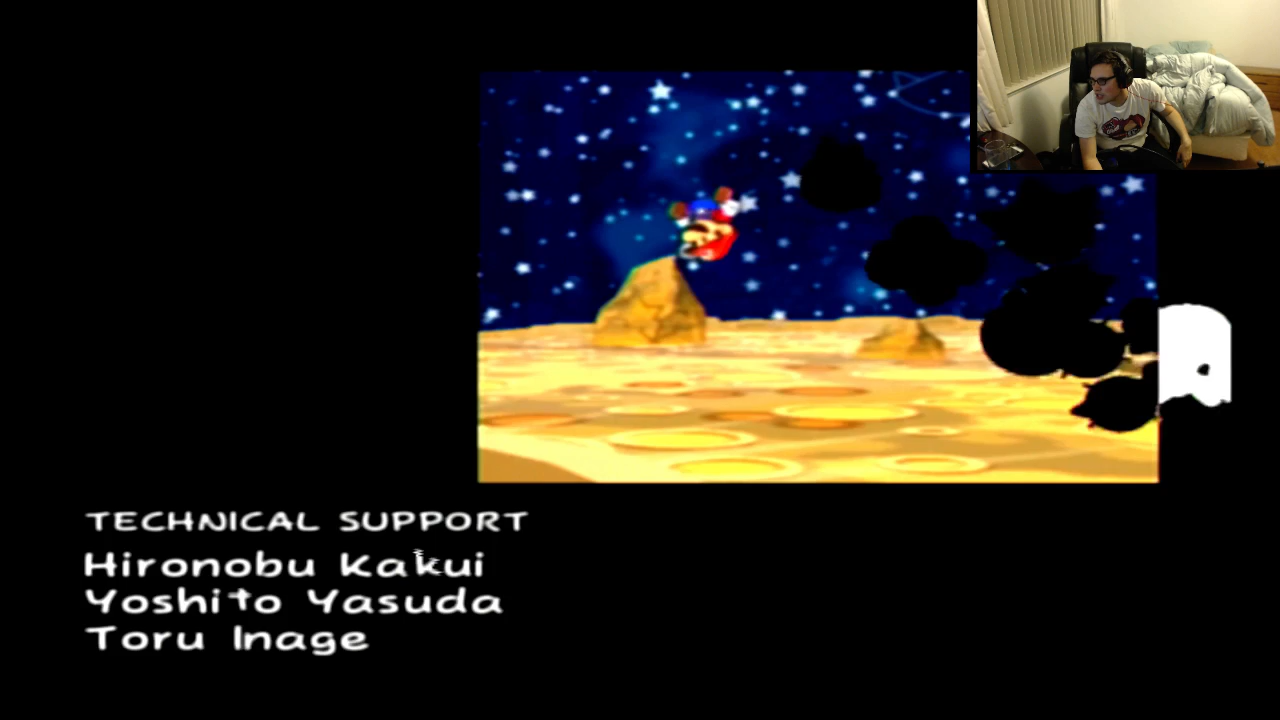 TECHNICAL SUPPORT
Hironobu Kakui
Yoshito Yasuda
Toru Inage